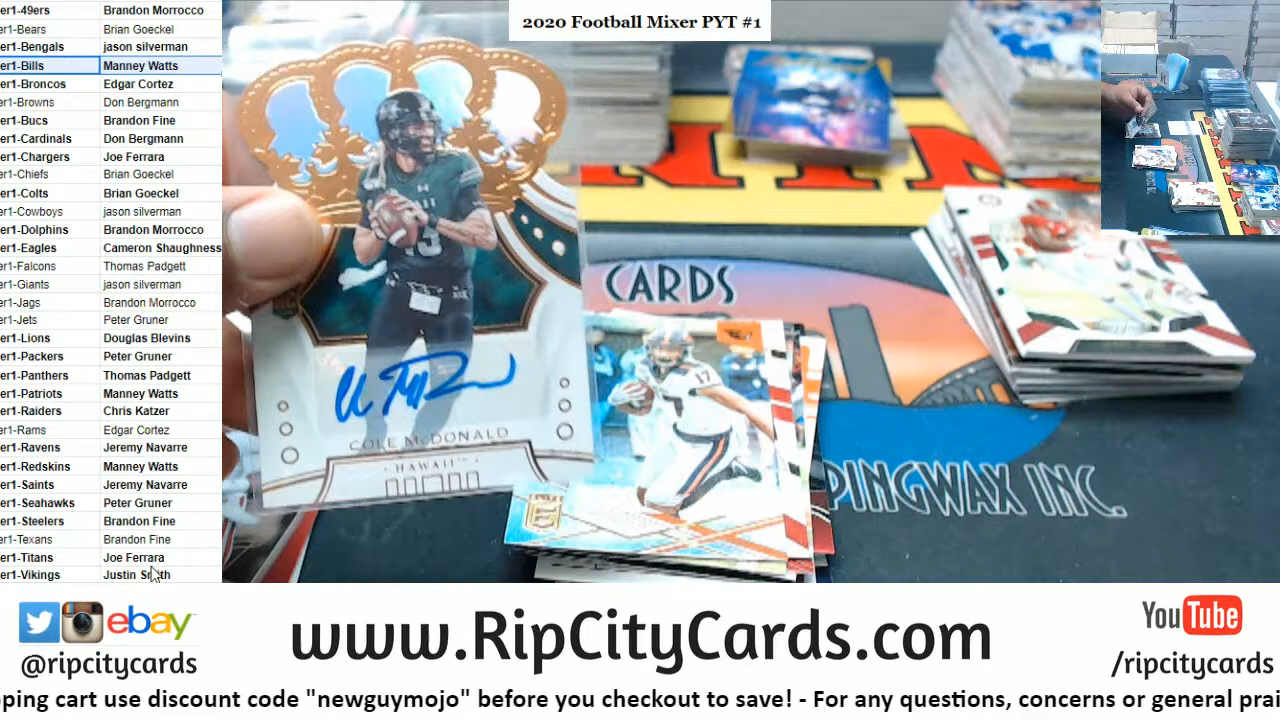 2020 Football Mixer PYT #1
er1-49ers Brandon Morrocco
er1-Bears Brian Goeckel
er1-Bengals jason silverman
er1-Bills Manney Watts
er1-Broncos Edgar Cortez
er1-Browns Don Bergmann
er1-Bucs Brandon Fine
er1-Cardinals Don Bergmann
er1-Chargers Joe Ferrara
er1-Chiefs Brian Goeckel
er1-Colts Brian Goeckel
er1-Cowboys jason silverman
er1-Dolphins Brandon Morrocco
er1-Eagles Cameron Shaughness
er1-Falcons Thomas Padgett
er1-Giants jason silverman
er1-Jags Brandon Morrocco
er1-Jets Peter Gruner
er1-Lions Douglas Blevins
er1-Packers Peter Gruner
er1-Panthers Thomas Padgett
er1-Patriots Manney Watts
er1-Raiders Chris Katzer
er1-Rams Edgar Cortez
er1-Ravens Jeremy Navarre
er1-Redskins Manney Watts
er1-Saints Jeremy Navarre
er1-Seahawks Peter Gruner
er1-Steelers Brandon Fine
er1-Texans Brandon Fine
er1-Titans Joe Ferrara
er1-Vikings Justin Smith
COLE McDONALD
HAWAII
CARDS
PINGWAX INC.
17
ebay
@ripcitycards
www.RipCityCards.com
YouTube
/ripcitycards
pping cart use discount code "newguymojo" before you checkout to save! - For any questions, concerns or general prai